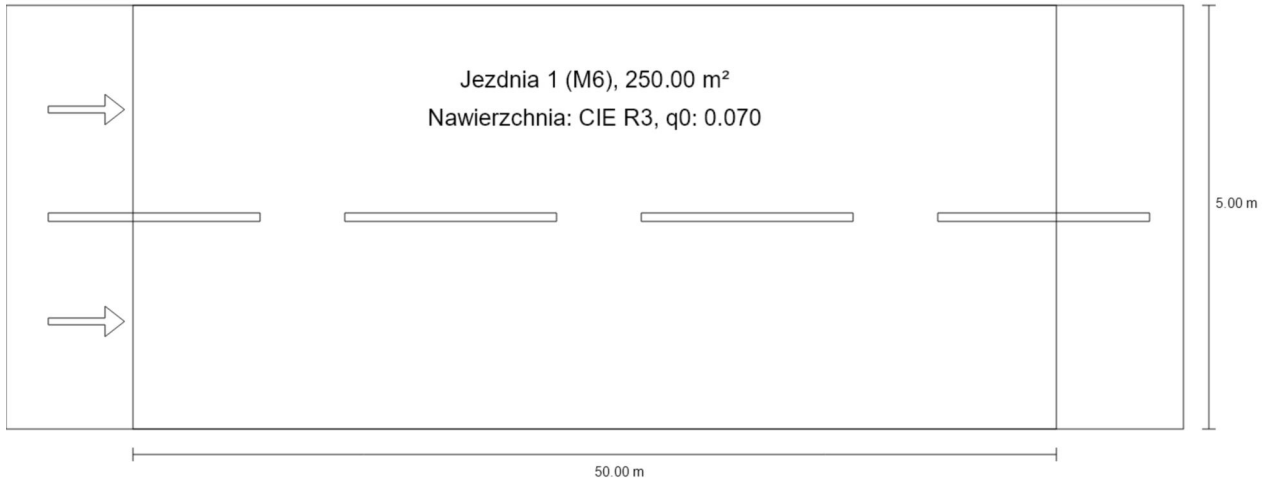 Jezdnia 1 (M6), 250.00 m²
Nawierzchnia: CIE R3, q0: 0.070
5.00 m
50.00 m